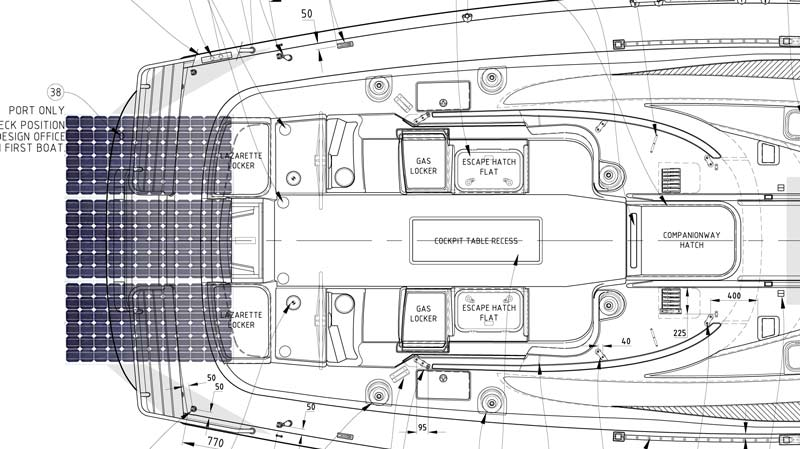 50
38
PORT ONLY
ECK POSITION
DESIGN OFFICE
FIRST BOAT.
LAZARETTE
LOCKER
GAS
LOCKER
ESCAPE HATCH
FLAT
COCKPIT TABLE RECESS
COMPANIONWAY
HATCH
LAZARETTE
LOCKER
GAS
LOCKER
ESCAPE HATCH
FLAT
400
225
40
50
50
50
95
770